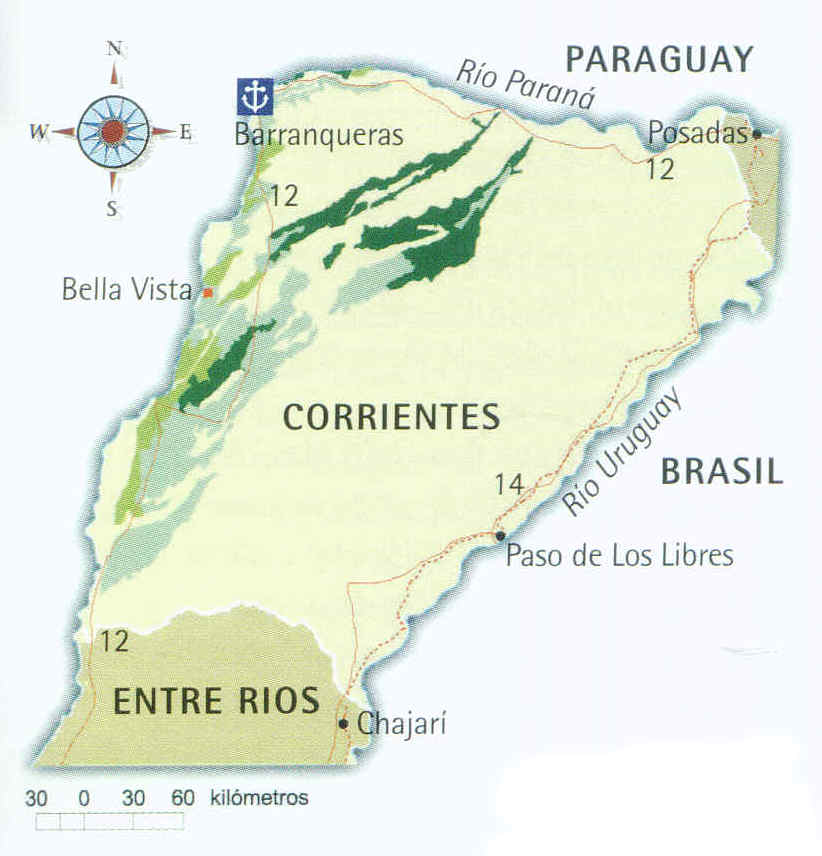 N
PARAGUAY
Río Paraná
W
E
Barranqueras
Posadas
12
S
12
Bella Vista
CORRIENTES
Río Uruguay
BRASIL
14
Paso de Los Libres
12
ENTRE RIOS
Chajarí
30 0 30 60 kilómetros